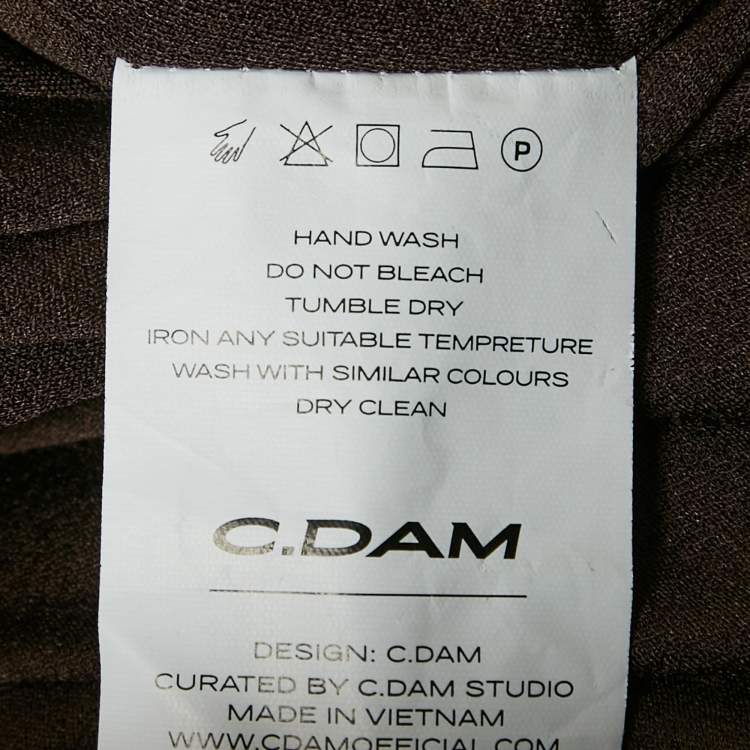 P
HAND WASH
DO NOT BLEACH
TUMBLE DRY
IRON ANY SUITABLE TEMPRETURE
WASH WITH SIMILAR COLOURS
DRY CLEAN
C.DAM
DESIGN: C.DAM
CURATED BY C.DAM STUDIO
MADE IN VIETNAM
WWW.CDAMOFFICIAL.COM